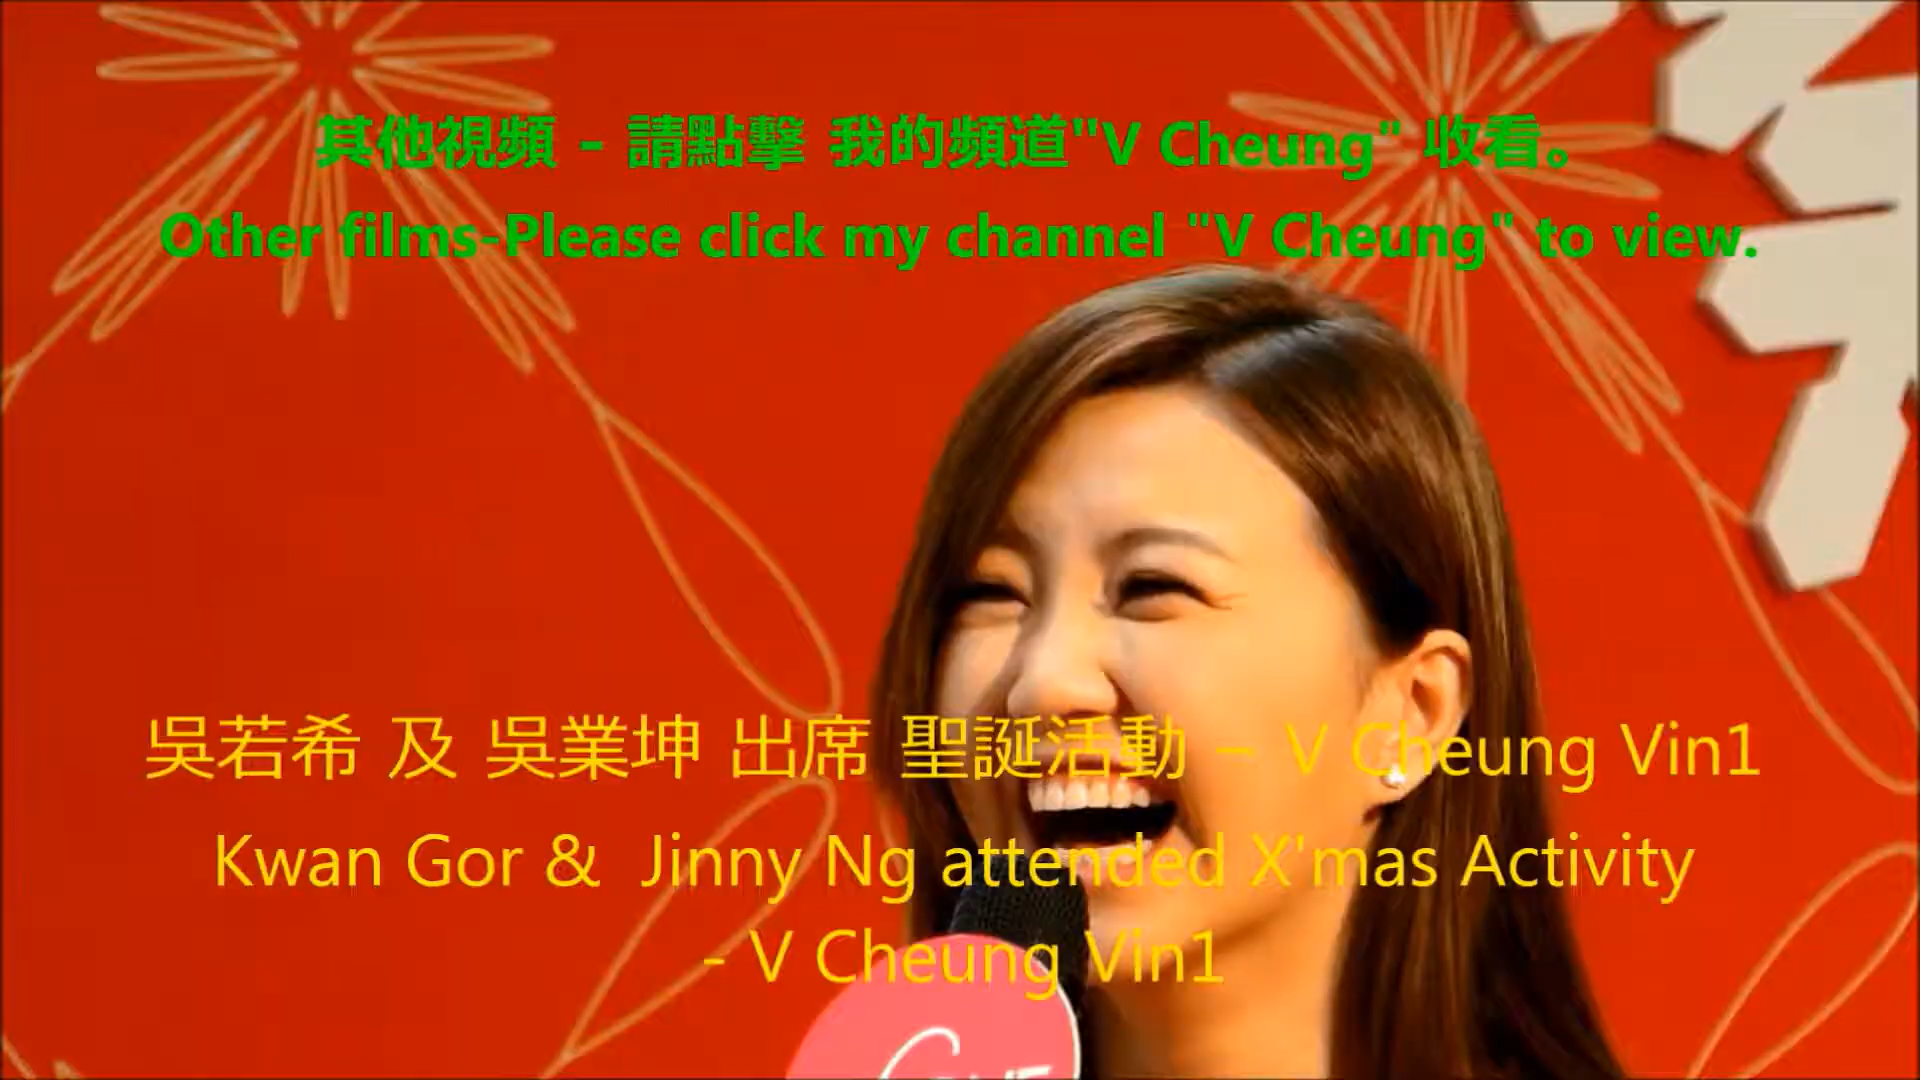 其他視頻 - 請點擊 我的頻道"V Cheung" 收看。
Other films-Please click my channel "V Cheung" to view.
吳若希 及 吳業坤 出席 聖誕活動 – V Cheung Vin1
Kwan Gor & Jinny Ng attended X'mas Activity
- V Cheung Vin1